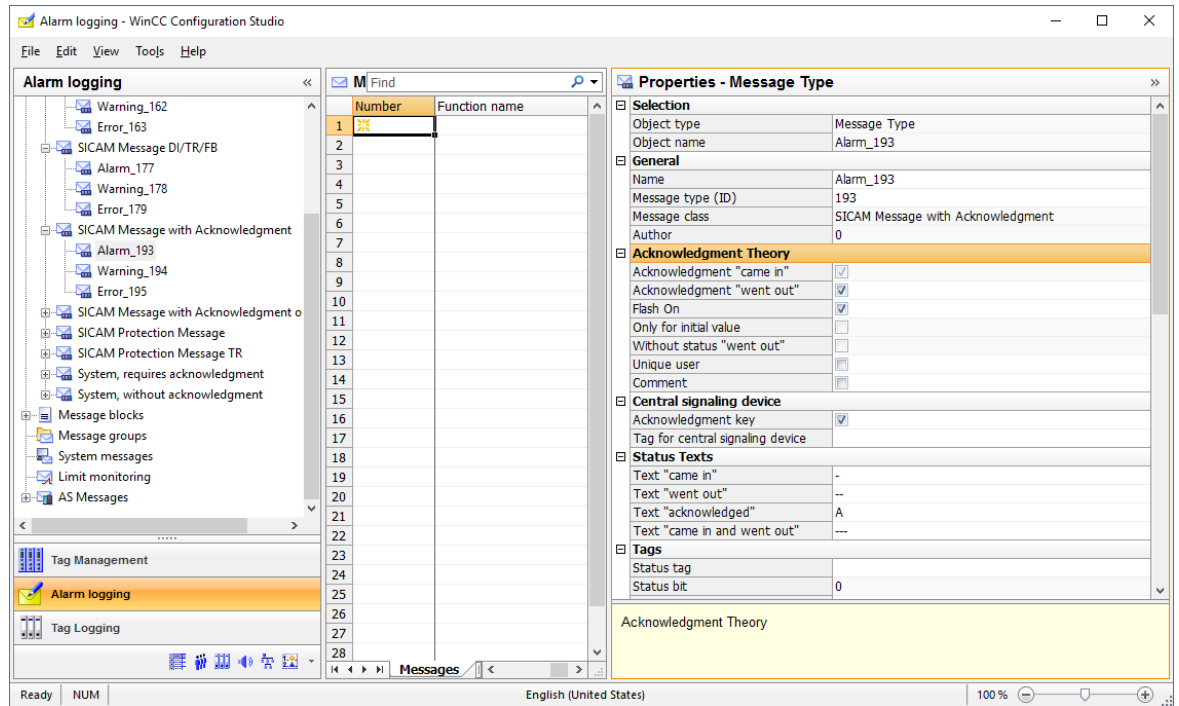 Alarm logging - WinCC Configuration Studio
File Edit View Tools Help
Alarm logging «
Warning_162
Error_163
SICAM Message DI/TR/FB
Alarm_177
Warning_178
Error_179
SICAM Message with Acknowledgment
Alarm_193
Warning_194
Error_195
SICAM Message with Acknowledgment o
SICAM Protection Message
SICAM Protection Message TR
System, requires acknowledgment
System, without acknowledgment
Message blocks
Message groups
System messages
Limit monitoring
AS Messages
Tag Management
Alarm logging
Tag Logging
M Find
Number Function name
1
2
3
4
5
6
7
8
9
10
11
12
13
14
15
16
17
18
19
20
21
22
23
24
25
26
27
28
Messages
Properties - Message Type »
Selection
Object type Message Type
Object name Alarm_193
General
Name Alarm_193
Message type (ID) 193
Message class SICAM Message with Acknowledgment
Author 0
Acknowledgment Theory
Acknowledgment "came in"
Acknowledgment "went out"
Flash On
Only for initial value
Without status "went out"
Unique user
Comment
Central signaling device
Acknowledgment key
Tag for central signaling device
Status Texts
Text "came in" -
Text "went out" --
Text "acknowledged" A
Text "came in and went out" ---
Tags
Status tag
Status bit 0
Acknowledgment Theory
Ready NUM English (United States) 100 %